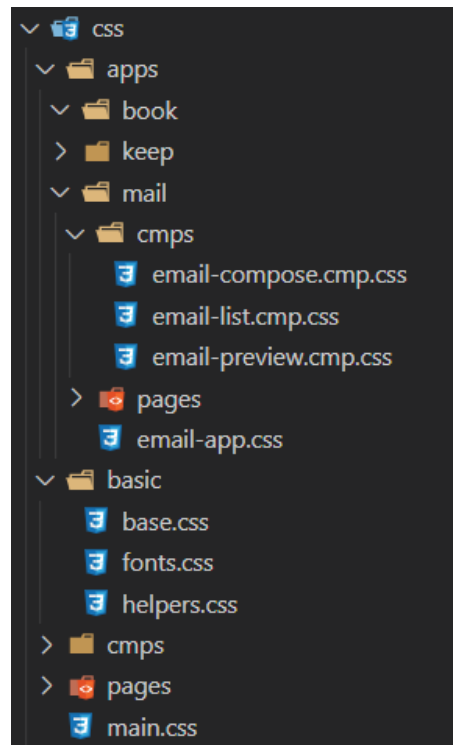 css
apps
book
keep
mail
cmps
email-compose.cmp.css
email-list.cmp.css
email-preview.cmp.css
pages
email-app.css
basic
base.css
fonts.css
helpers.css
cmps
pages
main.css